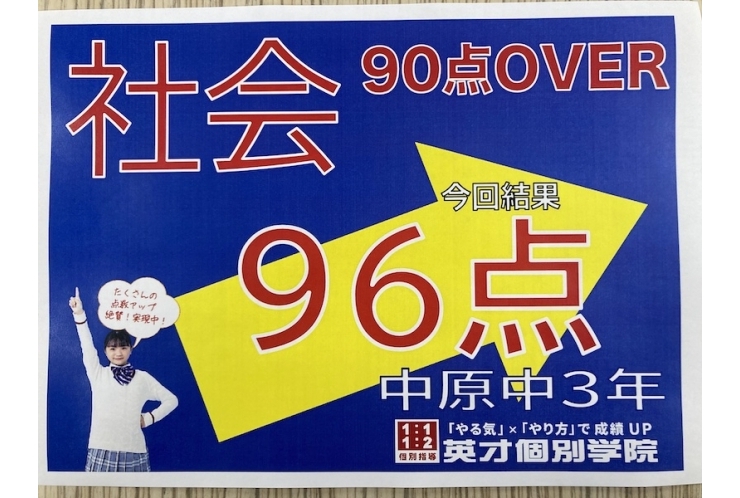 社会
90点OVER
今回結果
96点
たくさんの
点数アップ
絶賛！実現中！
中原中3年
1:1
1:2
個別指導
「やる気」×「やり方」で成績UP
英才個別学院